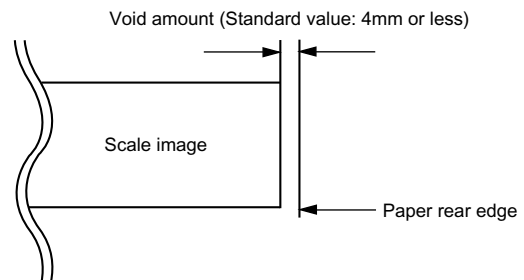 Void amount (Standard value: 4mm or less)
Scale image
Paper rear edge